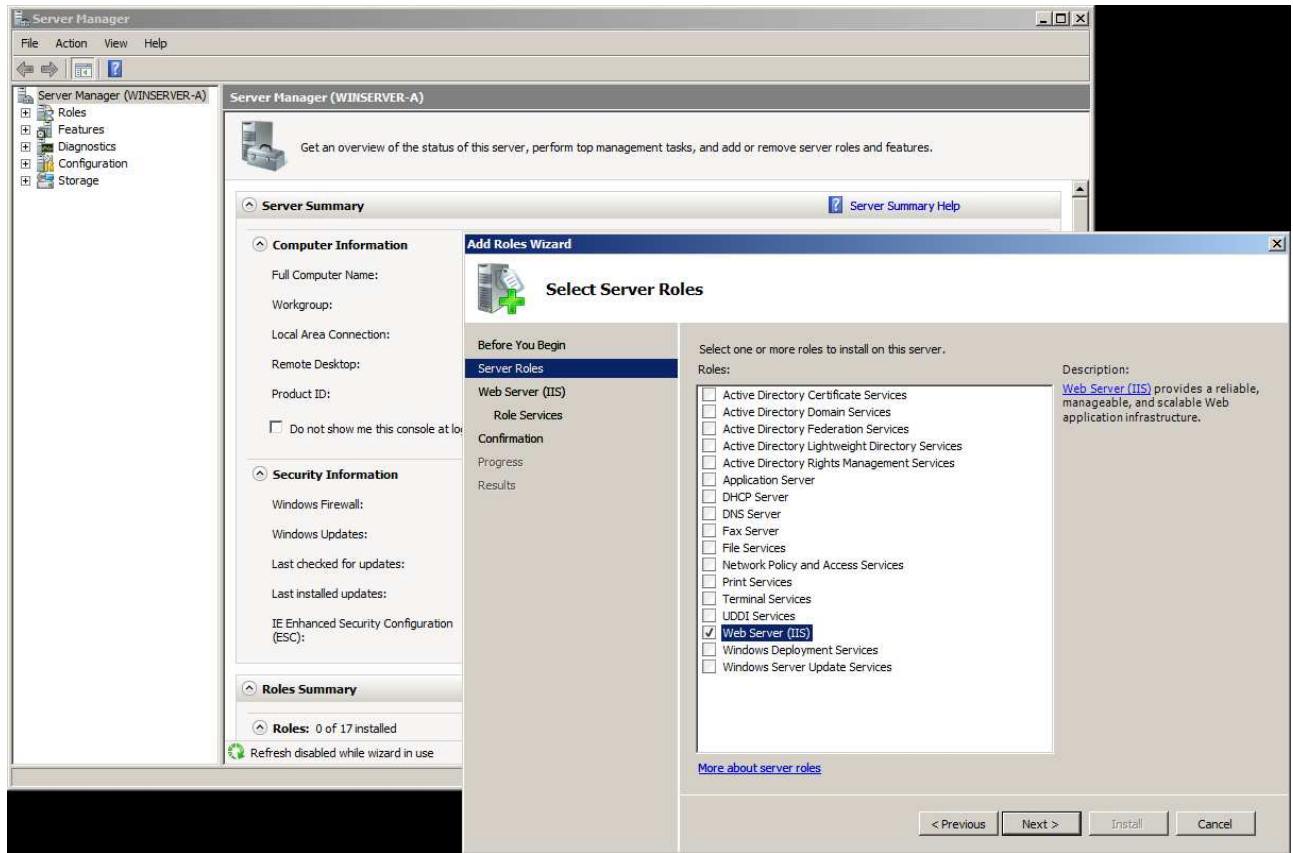 Server Manager
File Action View Help
Server Manager (WINSERVER-A)
Roles
Features
Diagnostics
Configuration
Storage
Server Manager (WINSERVER-A)
Get an overview of the status of this server, perform top management tasks, and add or remove server roles and features.
Server Summary
Server Summary Help
Computer Information
Full Computer Name:
Workgroup:
Local Area Connection:
Remote Desktop:
Product ID:
Do not show me this console at
Security Information
Windows Firewall:
Windows Updates:
Last checked for updates:
Last installed updates:
IE Enhanced Security Configuration
(ESC):
Roles Summary
Roles: 0 of 17 installed
Refresh disabled while wizard in use
Add Roles Wizard
Select Server Roles
Before You Begin
Server Roles
Web Server (IIS)
Role Services
Confirmation
Progress
Results
Select one or more roles to install on this server.
Roles:
Active Directory Certificate Services
Active Directory Domain Services
Active Directory Federation Services
Active Directory Lightweight Directory Services
Active Directory Rights Management Services
Application Server
DHCP Server
DNS Server
Fax Server
File Services
Network Policy and Access Services
Print Services
Terminal Services
UDDI Services
Web Server (IIS)
Windows Deployment Services
Windows Server Update Services
More about server roles
Description:
Web Server (IIS) provides a reliable,
manageable, and scalable Web
application infrastructure.
< Previous
Next >
Install
Cancel